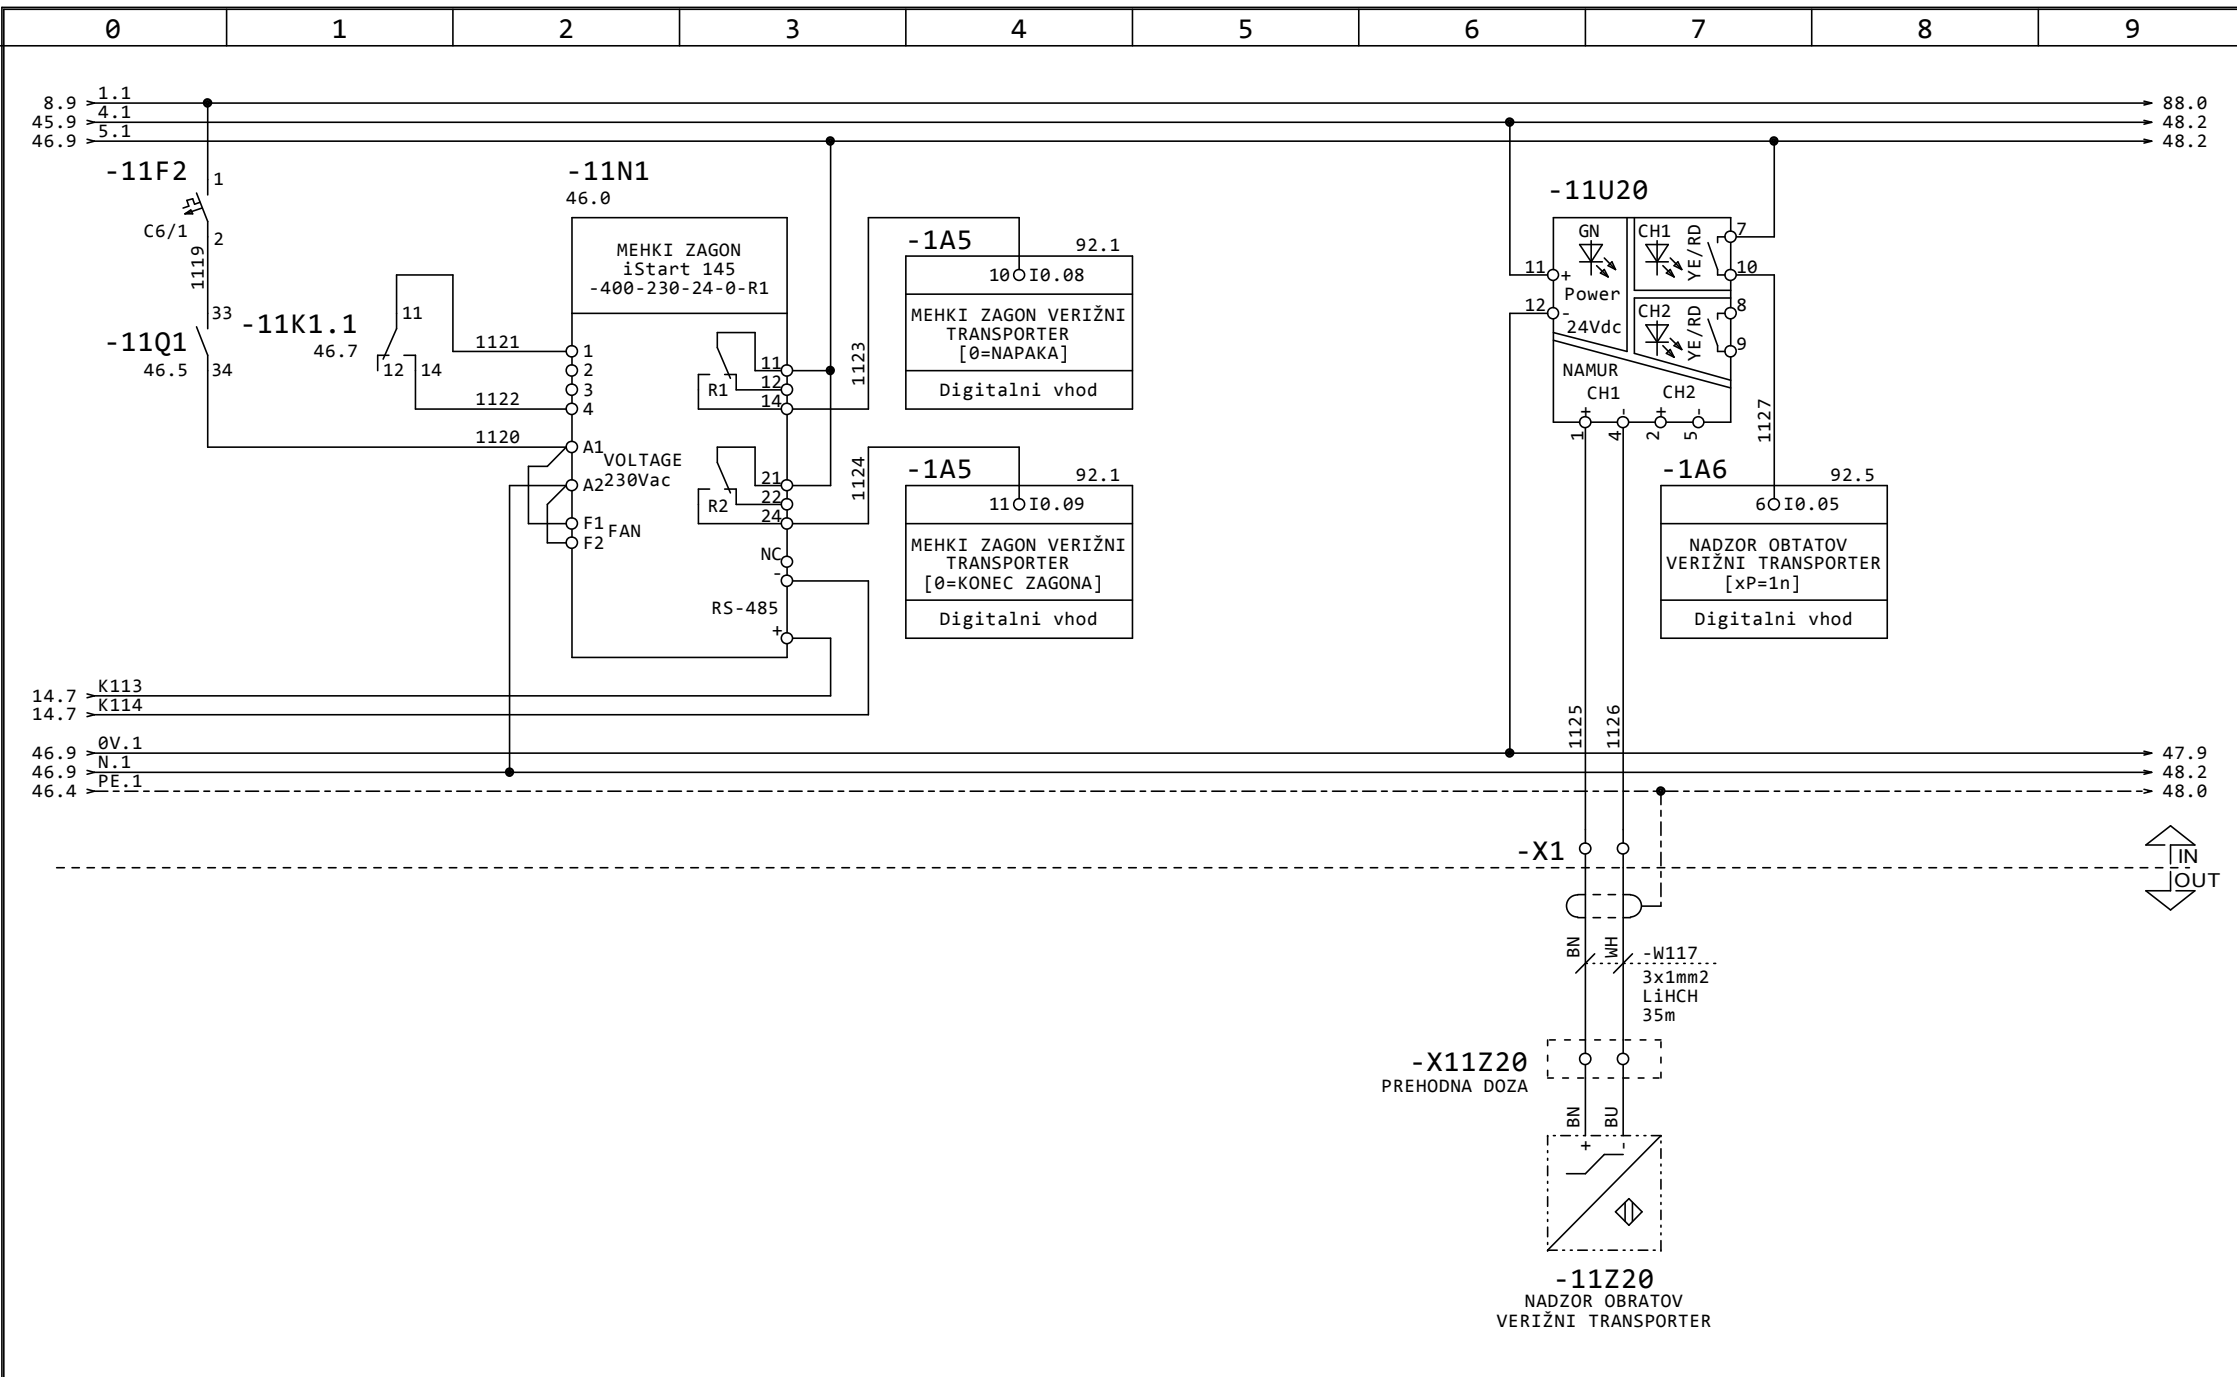 0 1 2 3 4 5 6 7 8 9
8.9 1.1 88.0
45.9 4.1 48.2
46.9 5.1 48.2
-11F2
1
C6/1
2
1119
33
-11Q1
46.5
34
-11K1.1
46.7
11
12 14
1121
1122
1120
-11N1
46.0
MEHKI ZAGON
iStart 145
-400-230-24-0-R1
1
2
3
4
A1
VOLTAGE
A2
230Vac
F1
FAN
F2
R1
11
12
14
R2
21
22
24
NC
-
RS-485
+
1123
1124
-1A5
92.1
10 I0.08
MEHKI ZAGON VERIŽNI
TRANSPORTER
[0=NAPAKA]
Digitalni vhod
-1A5
92.1
11 I0.09
MEHKI ZAGON VERIŽNI
TRANSPORTER
[0=KONEC ZAGONA]
Digitalni vhod
-11U20
GN
CH1
YE/RD
7
10
11 +
Power
12 -
24Vdc
CH2
YE/RD
8
9
NAMUR
CH1 CH2
+ - + -
1 4 2 5
1127
-1A6
92.5
6 I0.05
NADZOR OBTATOV
VERIŽNI TRANSPORTER
[xP=1n]
Digitalni vhod
14.7 K113
14.7 K114
1125
1126
46.9 0V.1 47.9
46.9 N.1 48.2
46.4 PE.1 48.0
-X1
IN
OUT
BN
WH
-W117
3x1mm2
LiHCH
35m
-X11Z20
PREHODNA DOZA
BN
BU
+ -
-11Z20
NADZOR OBRATOV
VERIŽNI TRANSPORTER